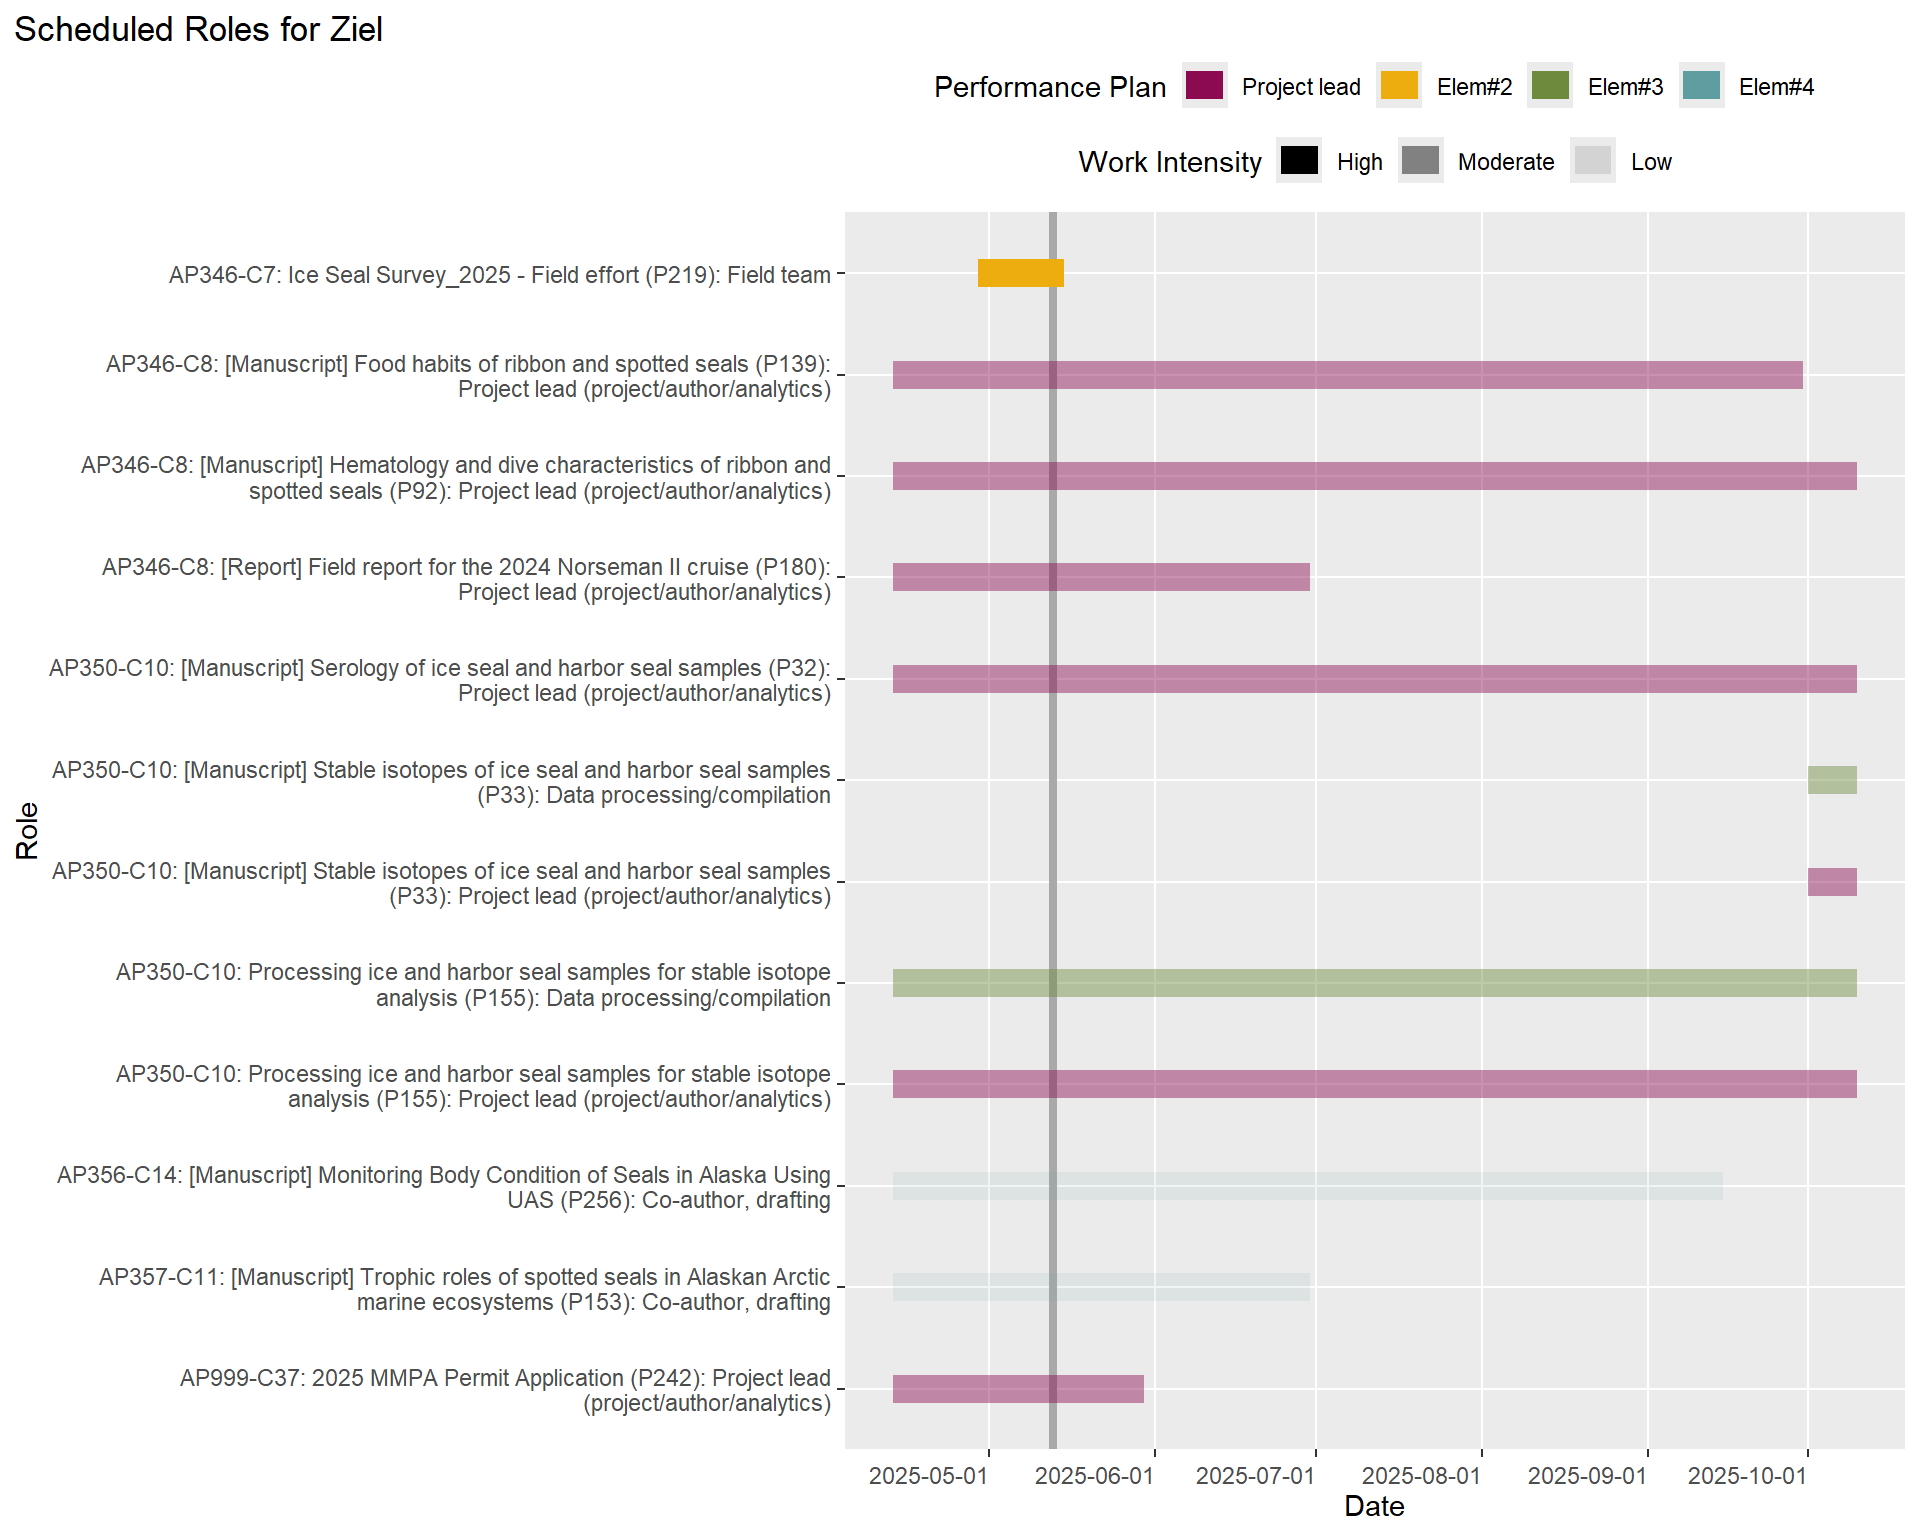 Scheduled Roles for Ziel
Performance Plan Project lead Elem#2 Elem#3 Elem#4
Work Intensity High Moderate Low
AP346-C7: Ice Seal Survey_2025 - Field effort (P219): Field team
AP346-C8: [Manuscript] Food habits of ribbon and spotted seals (P139):
Project lead (project/author/analytics)
AP346-C8: [Manuscript] Hematology and dive characteristics of ribbon and
spotted seals (P92): Project lead (project/author/analytics)
AP346-C8: [Report] Field report for the 2024 Norseman II cruise (P180):
Project lead (project/author/analytics)
AP350-C10: [Manuscript] Serology of ice seal and harbor seal samples (P32):
Project lead (project/author/analytics)
AP350-C10: [Manuscript] Stable isotopes of ice seal and harbor seal samples
(P33): Data processing/compilation
AP350-C10: [Manuscript] Stable isotopes of ice seal and harbor seal samples
(P33): Project lead (project/author/analytics)
AP350-C10: Processing ice and harbor seal samples for stable isotope
analysis (P155): Data processing/compilation
AP350-C10: Processing ice and harbor seal samples for stable isotope
analysis (P155): Project lead (project/author/analytics)
AP356-C14: [Manuscript] Monitoring Body Condition of Seals in Alaska Using
UAS (P256): Co-author, drafting
AP357-C11: [Manuscript] Trophic roles of spotted seals in Alaskan Arctic
marine ecosystems (P153): Co-author, drafting
AP999-C37: 2025 MMPA Permit Application (P242): Project lead
(project/author/analytics)
Role
2025-05-01 2025-06-01 2025-07-01 2025-08-01 2025-09-01 2025-10-01
Date